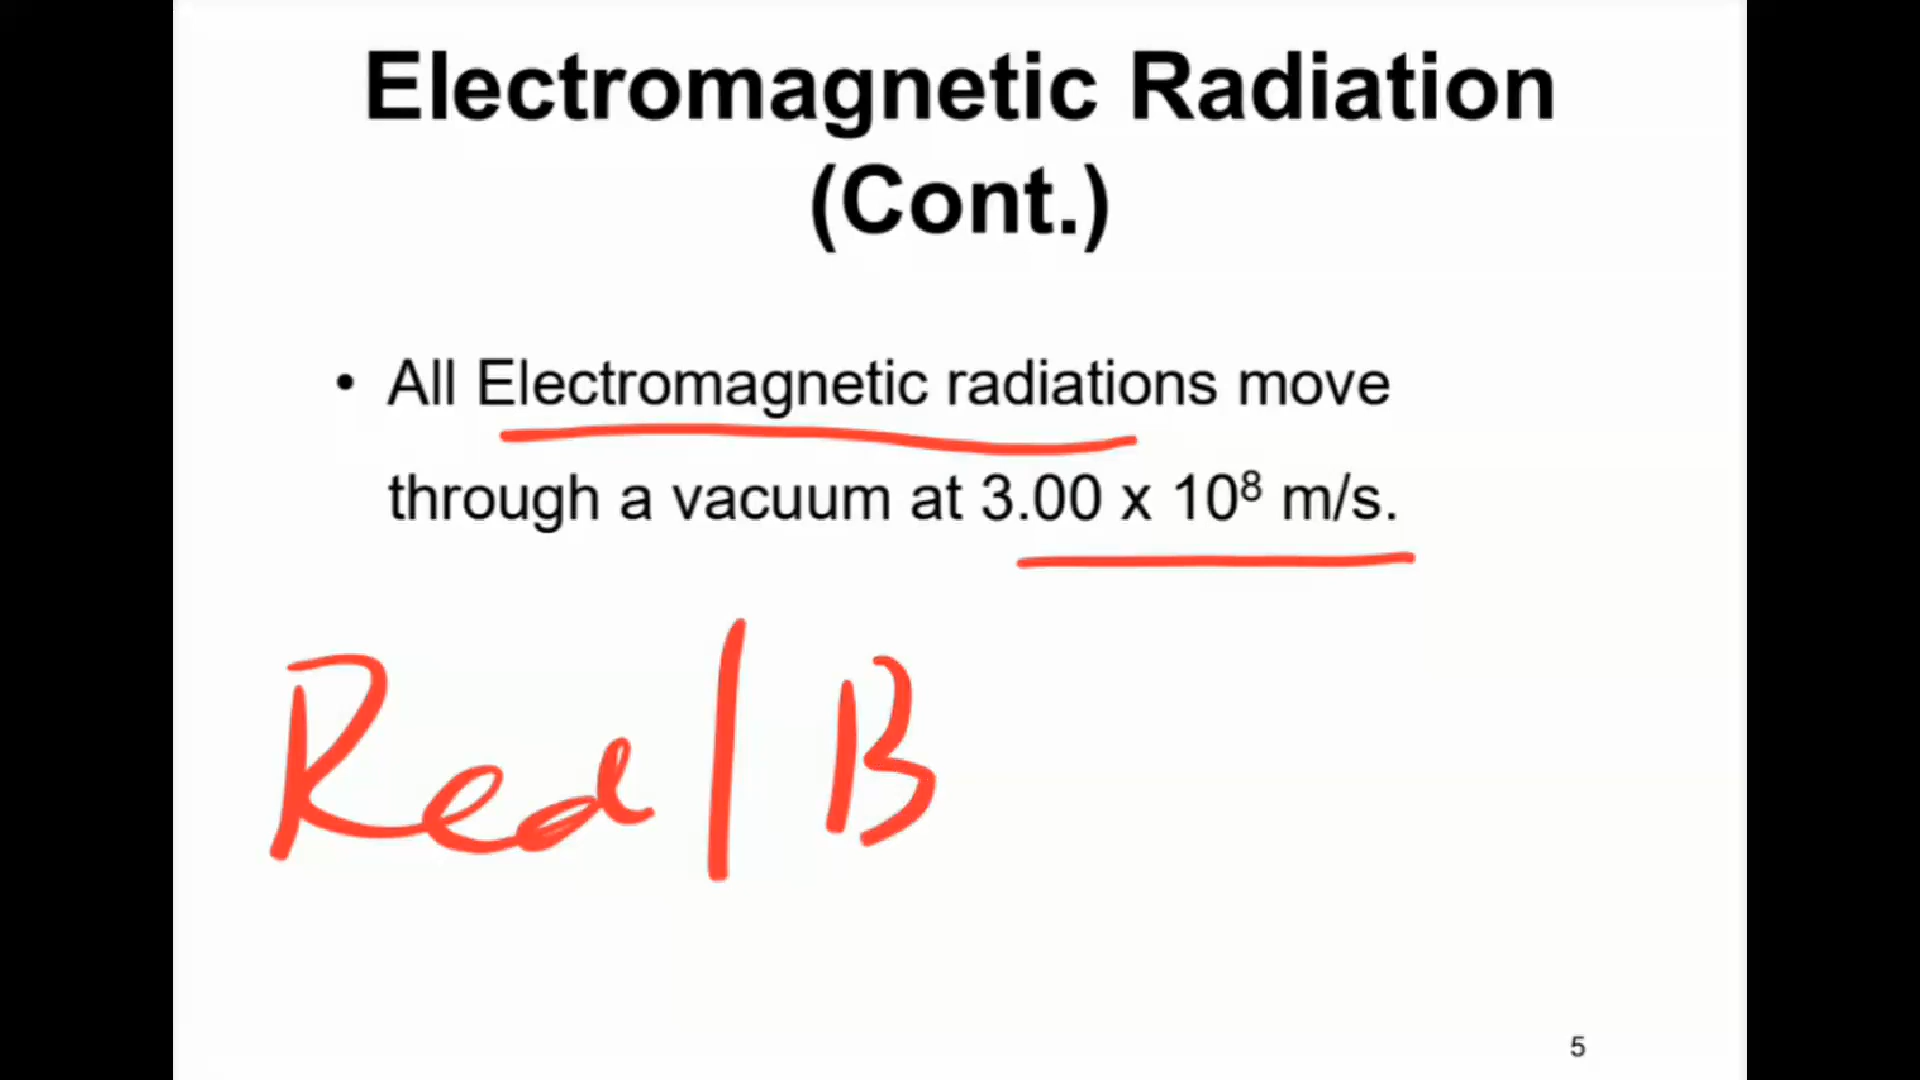 Electromagnetic Radiation
(Cont.)
• All Electromagnetic radiations move
through a vacuum at 3.00 x 10⁸ m/s.
Red | B
5